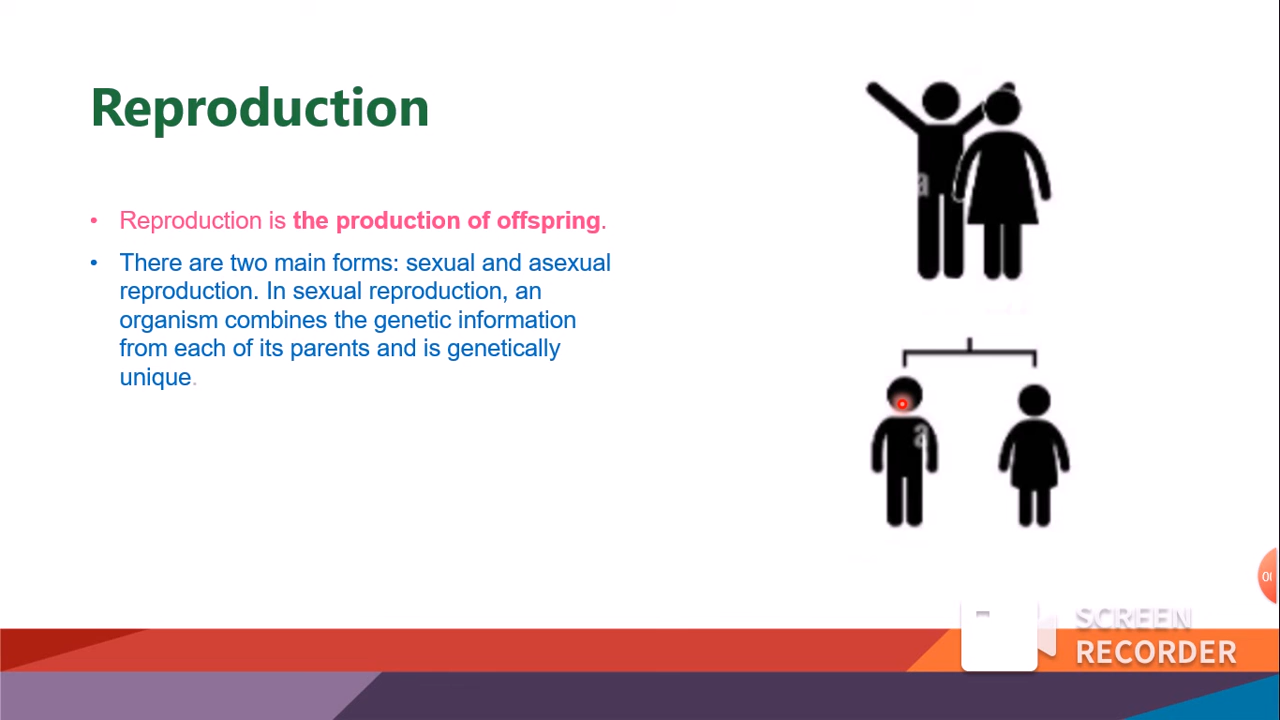 Reproduction
• Reproduction is the production of offspring.
• There are two main forms: sexual and asexual
reproduction. In sexual reproduction, an
organism combines the genetic information
from each of its parents and is genetically
unique.
a
a
SCREEN
RECORDER